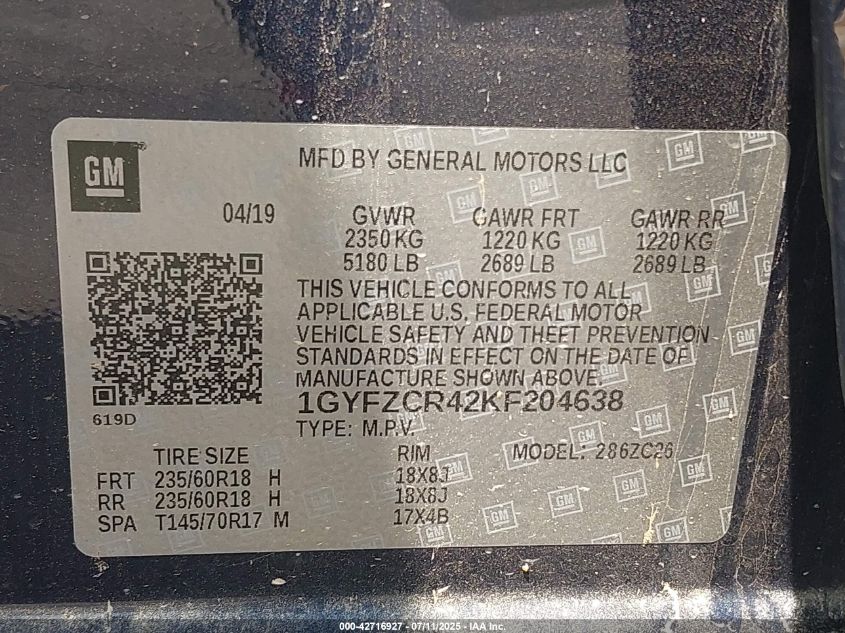 GM
MFD BY GENERAL MOTORS LLC
04/19
GVWR GAWR FRT GAWR RR
2350 KG 1220 KG 1220 KG
5180 LB 2689 LB 2689 LB
THIS VEHICLE CONFORMS TO ALL
APPLICABLE U.S. FEDERAL MOTOR
VEHICLE SAFETY AND THEFT PREVENTION
STANDARDS IN EFFECT ON THE DATE OF
MANUFACTURE SHOWN ABOVE.
619D
1GYFZCR42KF204638
TYPE: M.P.V.
TIRE SIZE RIM MODEL: 286ZC26
FRT 235/60R18 H 18X8J
RR 235/60R18 H 18X8J
SPA T145/70R17 M 17X4B
000-42716927 - 07/11/2025 - IAA Inc.